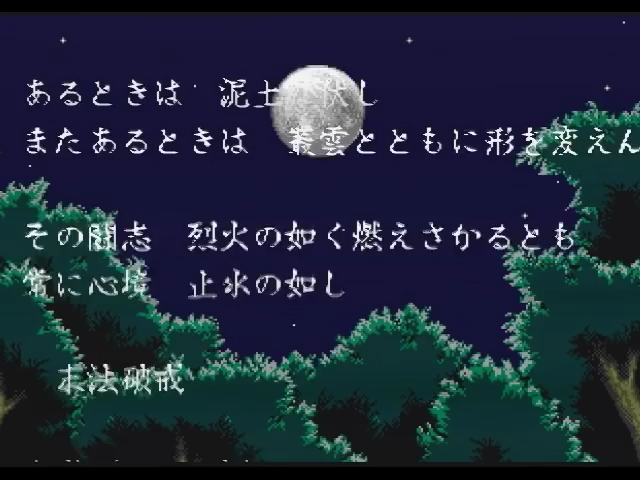 あるときは 泥土に伏し
またあるときは 叢雲とともに形を変えん
その闘志 烈火の如く燃えさかるとも
常に心境 止水の如し
末法破戒